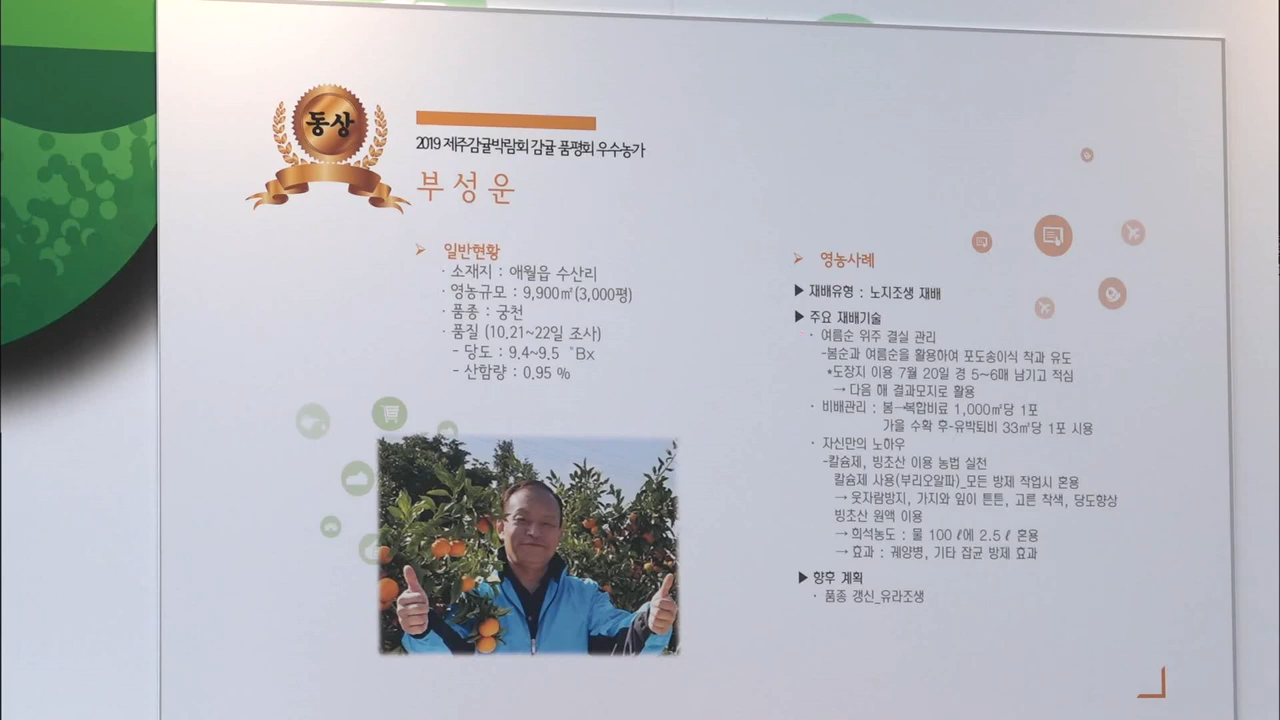 동상
2019 제주감귤박람회 감귤 품평회 우수농가
부성운
➢ 일반현황
· 소재지 : 애월읍 수산리
· 영농규모 : 9,900㎡(3,000평)
· 품종 : 궁천
· 품질 (10.21~22일 조사)
- 당도 : 9.4~9.5 °Bx
- 산함량 : 0.95 %
➢ 영농사례
▶ 재배유형 : 노지조생 재배
▶ 주요 재배기술
· 여름순 위주 결실 관리
-봄순과 여름순을 활용하여 포도송이식 착과 유도
*도장지 이용 7월 20일 경 5~6매 남기고 적심
→ 다음 해 결과모지로 활용
· 비배관리 : 봄→복합비료 1,000㎡당 1포
가을 수확 후-유박퇴비 33㎡당 1포 시용
· 자신만의 노하우
-칼슘제, 빙초산 이용 농법 실천
칼슘제 사용(부리오알파)_모든 방제 작업시 혼용
→ 웃자람방지, 가지와 잎이 튼튼, 고른 착색, 당도향상
빙초산 원액 이용
→ 희석농도 : 물 100ℓ에 2.5ℓ 혼용
→ 효과 : 궤양병, 기타 잡균 방제 효과
▶ 향후 계획
· 품종 갱신_유라조생